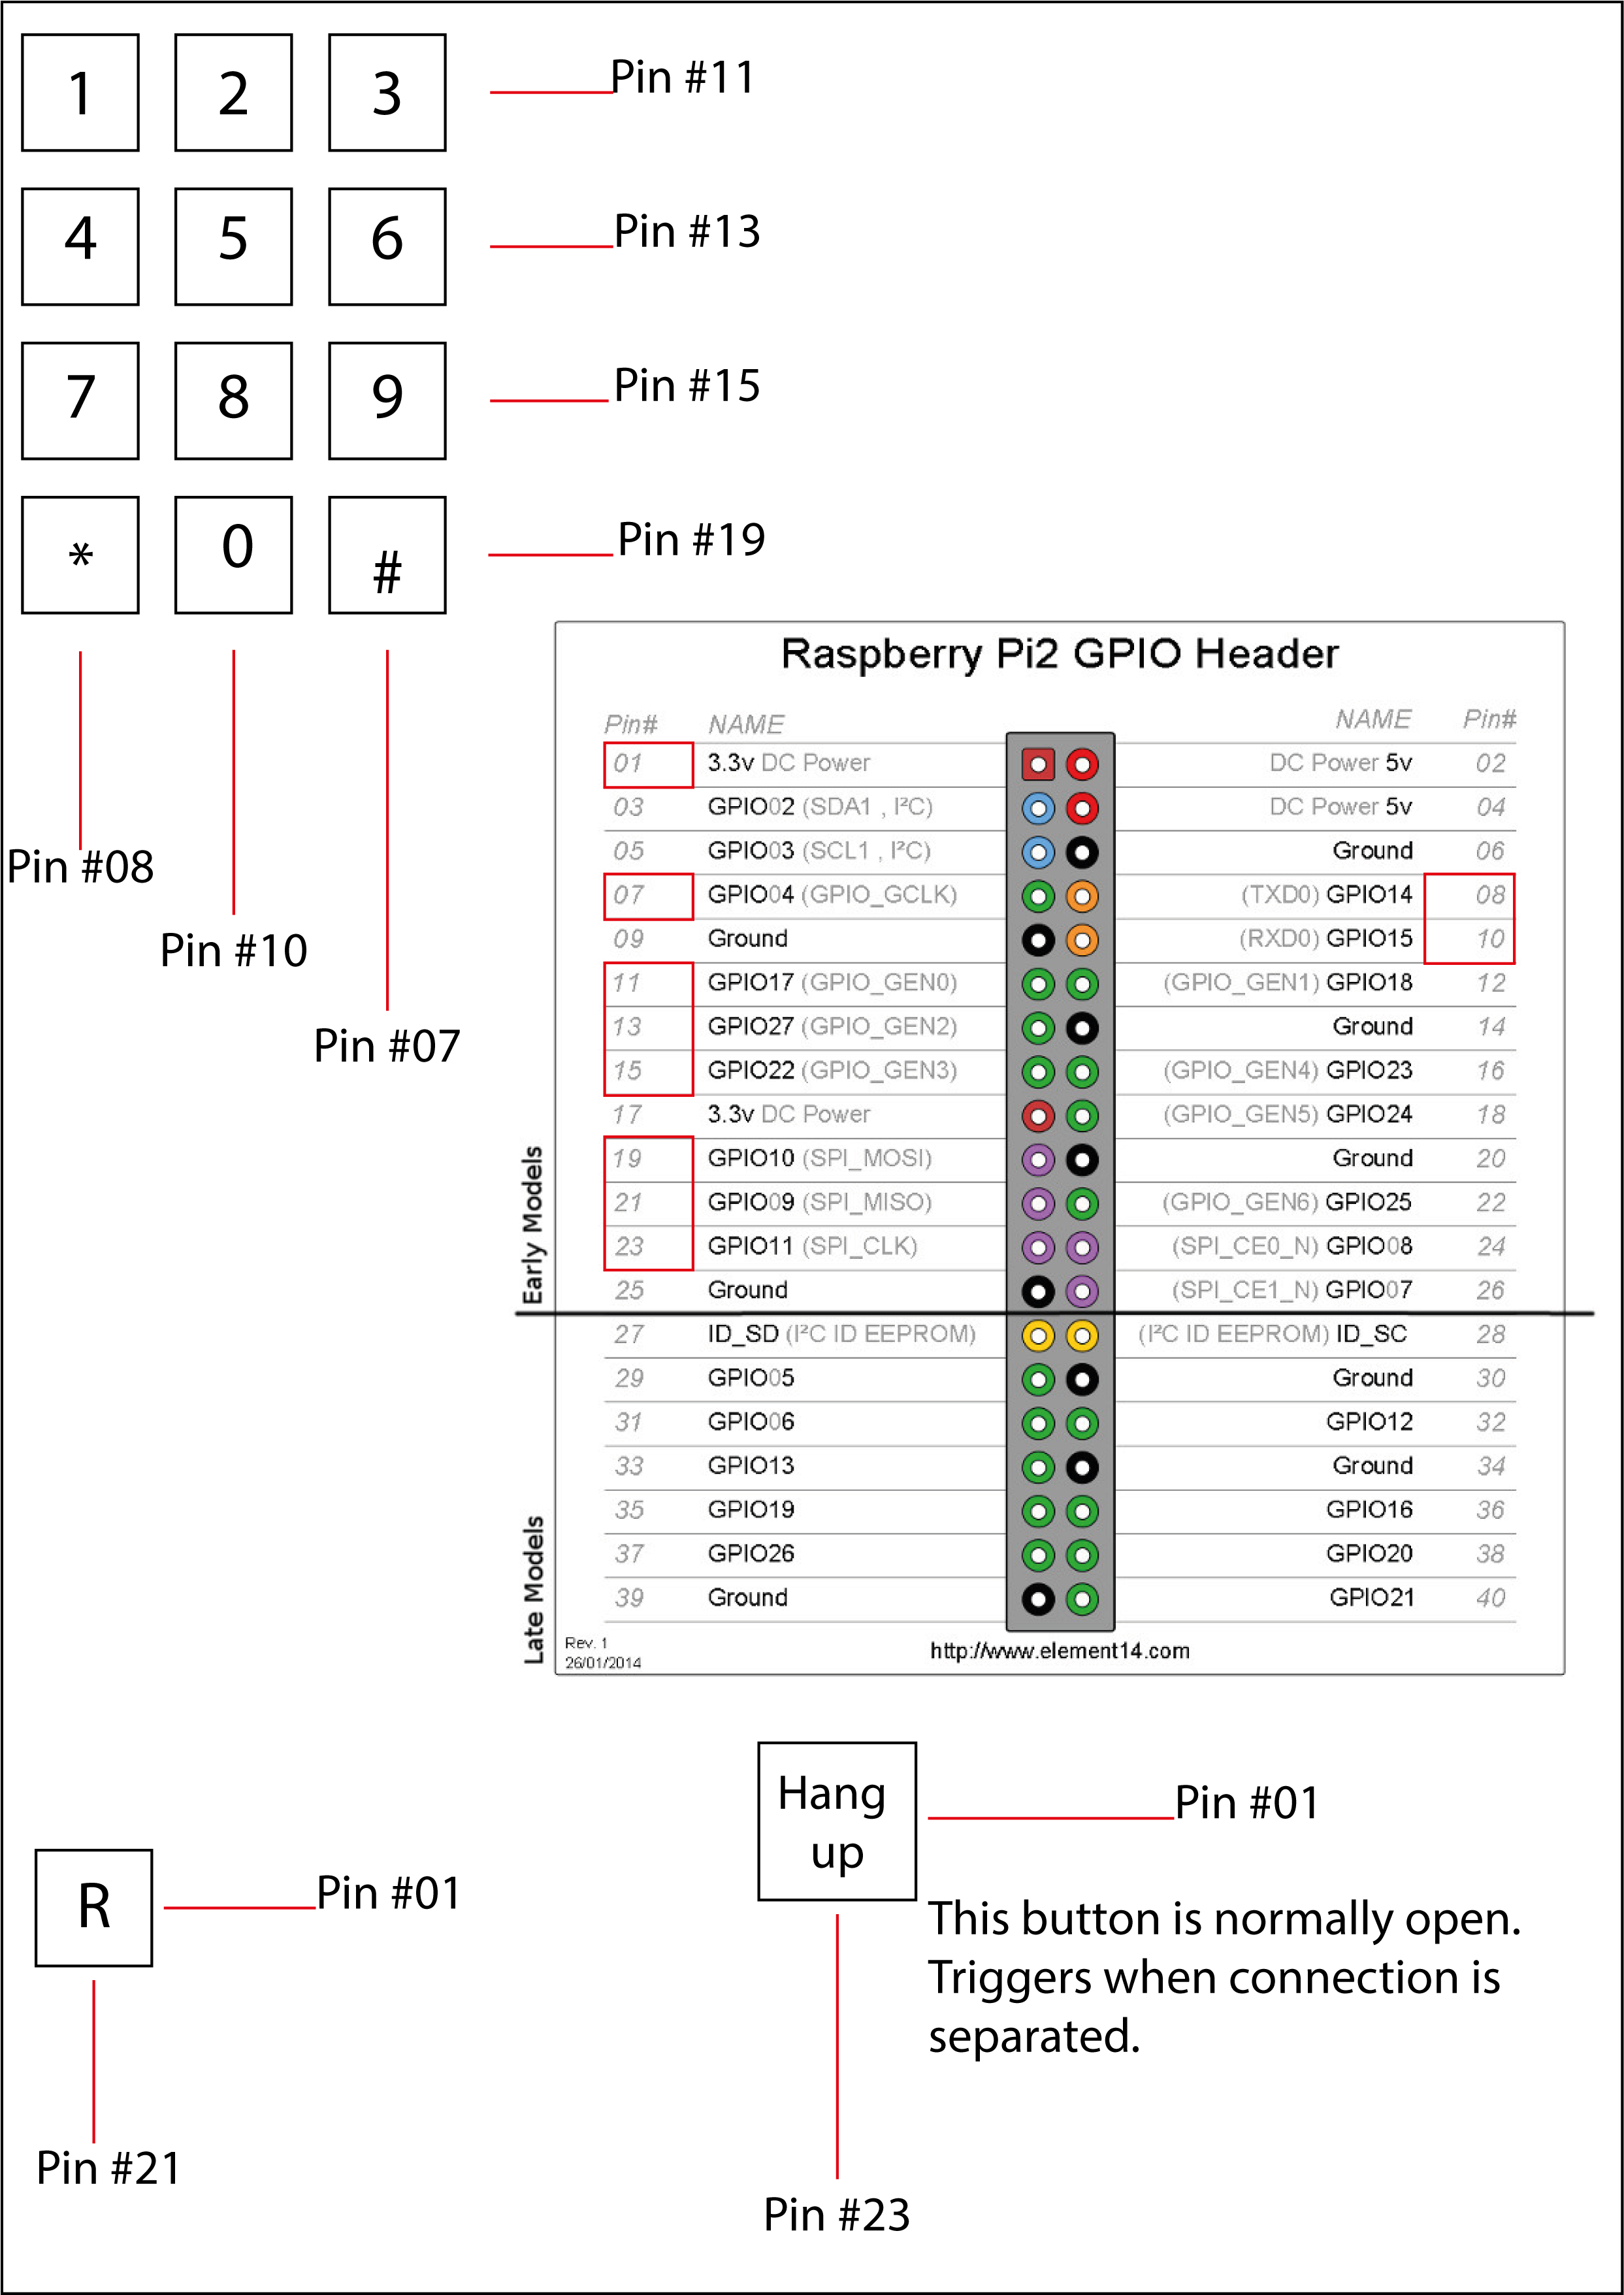 1 2 3 Pin #11
4 5 6 Pin #13
7 8 9 Pin #15
* 0 # Pin #19
Pin #08
Pin #10
Pin #07
Raspberry Pi2 GPIO Header
Pin# NAME NAME Pin#
01 3.3v DC Power DC Power 5v 02
03 GPIO02 (SDA1 , I²C) DC Power 5v 04
05 GPIO03 (SCL1 , I²C) Ground 06
07 GPIO04 (GPIO_GCLK) (TXD0) GPIO14 08
09 Ground (RXD0) GPIO15 10
11 GPIO17 (GPIO_GEN0) (GPIO_GEN1) GPIO18 12
13 GPIO27 (GPIO_GEN2) Ground 14
15 GPIO22 (GPIO_GEN3) (GPIO_GEN4) GPIO23 16
17 3.3v DC Power (GPIO_GEN5) GPIO24 18
19 GPIO10 (SPI_MOSI) Ground 20
21 GPIO09 (SPI_MISO) (GPIO_GEN6) GPIO25 22
23 GPIO11 (SPI_CLK) (SPI_CE0_N) GPIO08 24
25 Ground (SPI_CE1_N) GPIO07 26
27 ID_SD (I²C ID EEPROM) (I²C ID EEPROM) ID_SC 28
29 GPIO05 Ground 30
31 GPIO06 GPIO12 32
33 GPIO13 Ground 34
35 GPIO19 GPIO16 36
37 GPIO26 GPIO20 38
39 Ground GPIO21 40
Early Models
Late Models
Rev. 1
26/01/2014
http://www.element14.com
Hang
up
Pin #01
This button is normally open.
Triggers when connection is
separated.
Pin #23
R
Pin #01
Pin #21